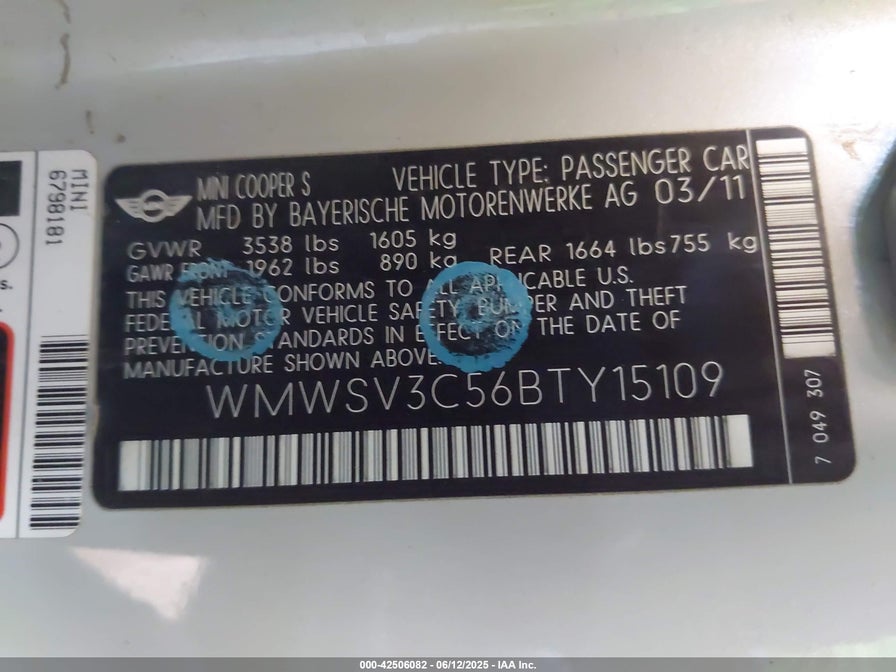 MINI COOPER S VEHICLE TYPE: PASSENGER CAR
MFD BY BAYERISCHE MOTORENWERKE AG 03/11
GVWR 3538 lbs 1605 kg
GAWR FRONT 1962 lbs 890 kg REAR 1664 lbs 755 kg
THIS VEHICLE CONFORMS TO ALL APPLICABLE U.S.
FEDERAL MOTOR VEHICLE SAFETY, BUMPER AND THEFT
PREVENTION STANDARDS IN EFFECT ON THE DATE OF
MANUFACTURE SHOWN ABOVE.
WMWSV3C56BTY15109
7 049 307
MINI
6798181
s.
000-42506082 - 06/12/2025 - IAA Inc.